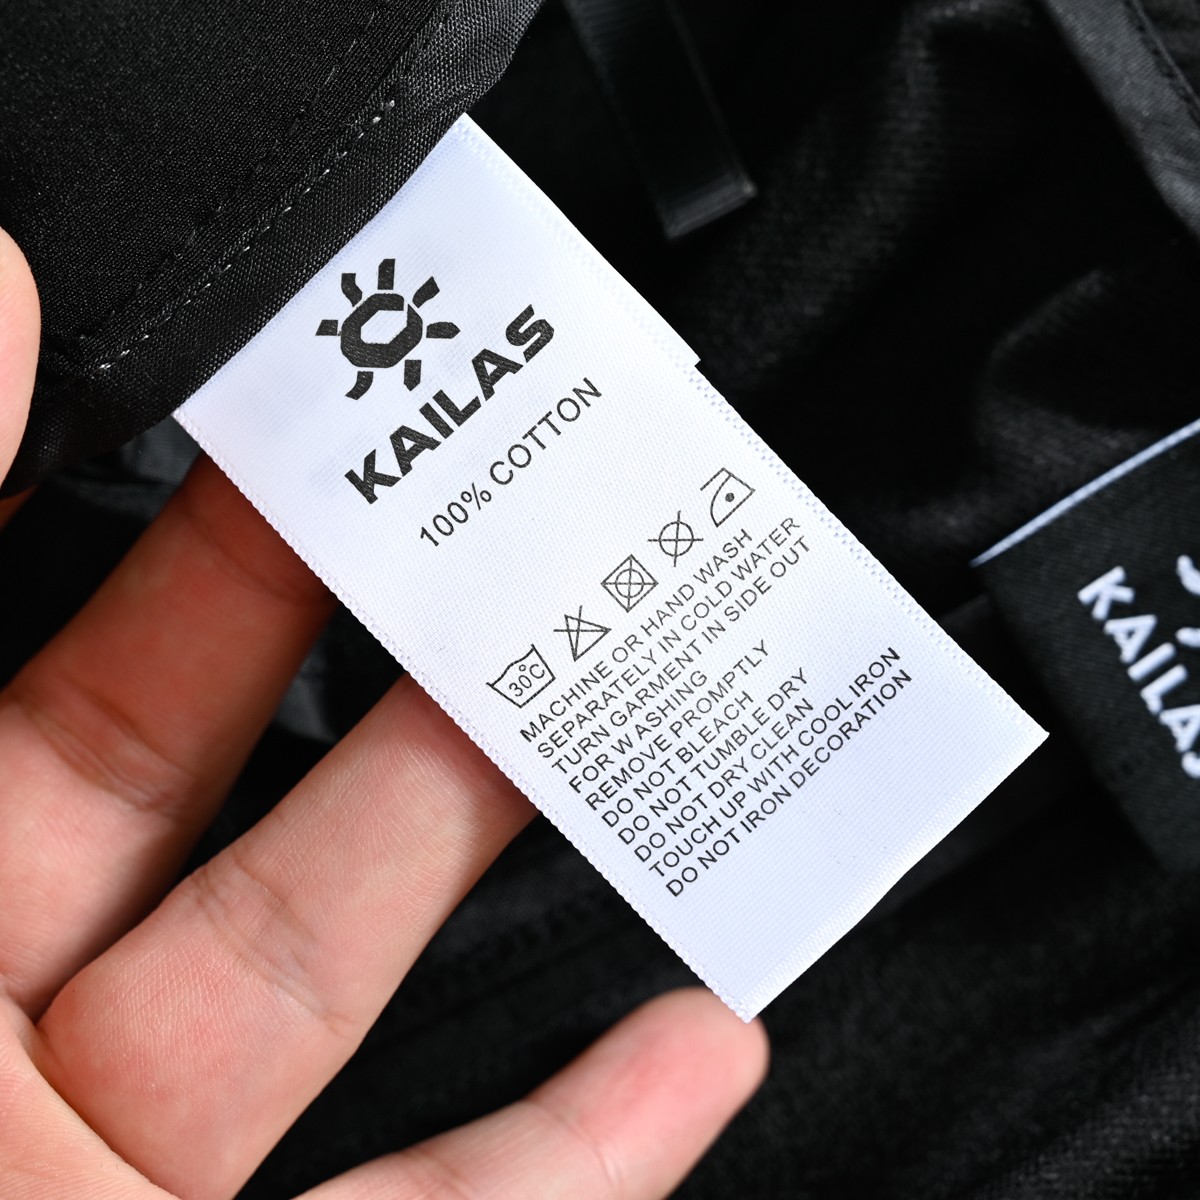 KAILAS
100% COTTON
30°C
MACHINE OR HAND WASH
SEPARATELY IN COLD WATER
TURN GARMENT IN SIDE OUT
FOR WASHING
REMOVE PROMPTLY
DO NOT BLEACH
DO NOT TUMBLE DRY
DO NOT DRY CLEAN
TOUCH UP WITH COOL IRON
DO NOT IRON DECORATION
KAILAS